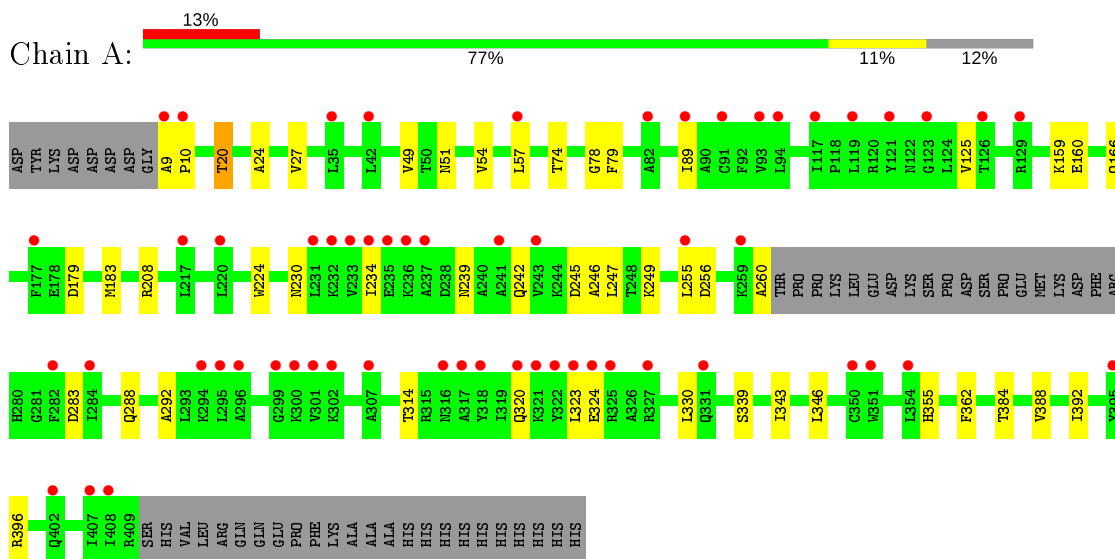 13%
Chain A:
77% 11% 12%
ASP TYR LYS ASP ASP ASP ASP GLY A9 P10 T20 A24 V27 L35 L42 V49 T50 N51 V54 L57 T74 G78 F79 A82 I89 A90 C91 F92 V93 L94 I117 P118 L119 R120 Y121 N122 G123 L124 V125 T126 R129 K159 E160 Q166
F177 E178 D179 M183 R208 L217 L220 W224 N230 L231 K232 V233 I234 E235 K236 A237 D238 N239 A240 A241 Q242 V243 K244 D245 A246 L247 T248 K249 L255 D256 K259 A260 THR PRO PRO LYS LEU GLU ASP LYS SER PRO ASP SER PRO GLU MET LYS ASP PHE ARG
H280 G281 F282 D283 I284 Q288 A292 L293 K294 L295 A296 G299 K300 V301 K302 A307 T314 R315 N316 A317 Y318 I319 Q320 K321 Y322 L323 E324 R325 A326 R327 L330 Q331 S339 I343 L346 C350 W351 L354 H355 F362 T384 V388 I392 Y395
R396 Q402 I407 I408 R409 SER HIS VAL LEU ARG GLN GLN GLU PRO PHE LYS ALA ALA ALA HIS HIS HIS HIS HIS HIS HIS HIS HIS HIS